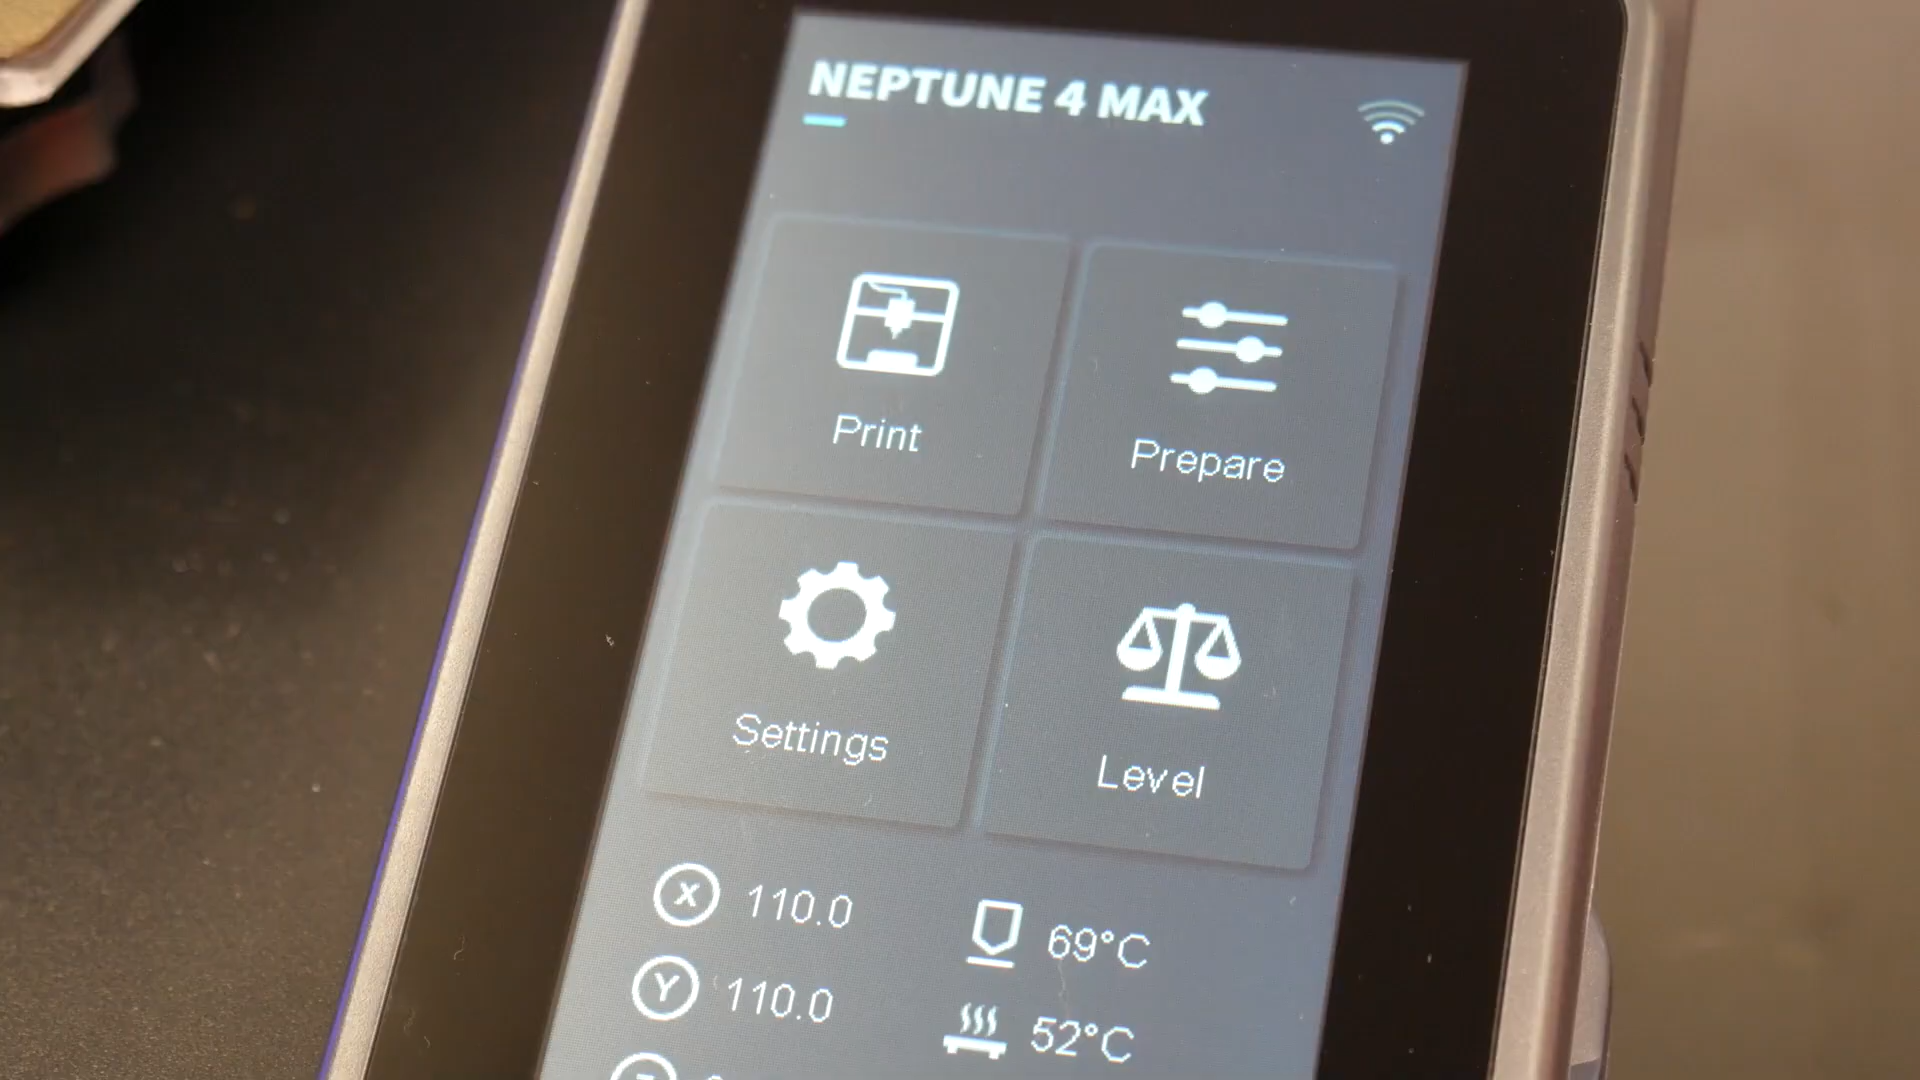 NEPTUNE 4 MAX
Print
Prepare
Settings
Level
X 110.0
69°C
Y 110.0
52°C